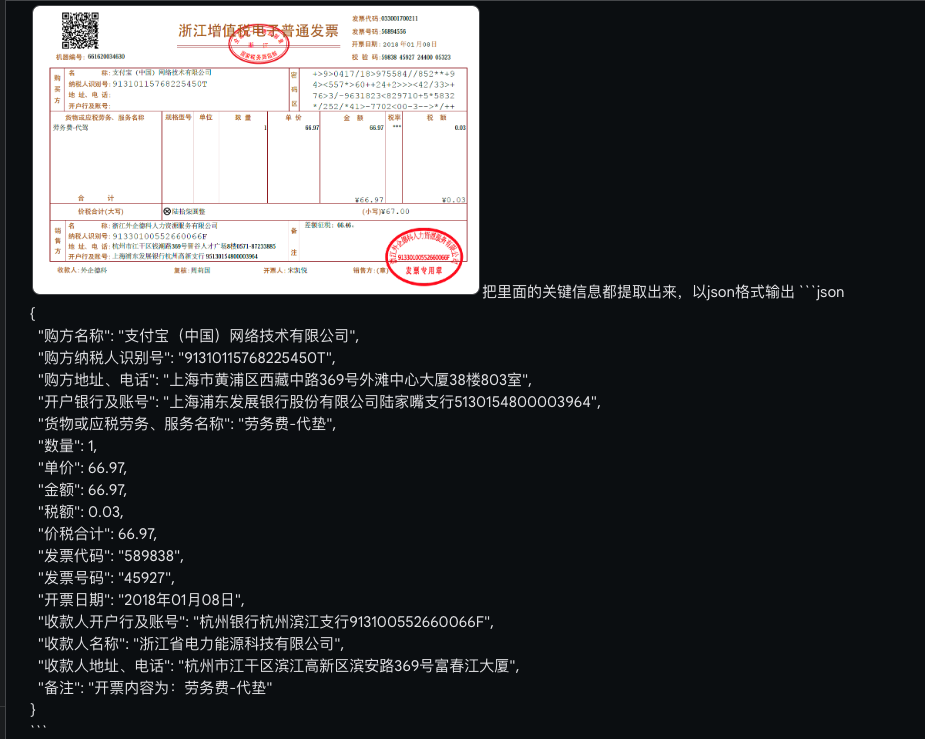 浙江增值税电子普通发票
发票代码:033001700211
发票号码:56894556
开票日期:2018年01月08日
校 验 码:59838 45927 24400 05323
机器编号:661620034630
购买方
名 称:支付宝(中国)网络技术有限公司
纳税人识别号:91310115768225450T
地 址、电 话:
开户行及账号:
密码区
+>9>0417/18>975584//852**+9
4><557*>60++24+2>>><42/33>+
76>3/-9631823<829710+5*5832
*/252/*41>-7702<00-3-->*/++
货物或应税劳务、服务名称 规格型号 单位 数 量 单 价 金 额 税率 税 额
劳务费-代驾 1 66.97 66.97 *** 0.03
合 计 ¥66.97 ¥0.03
价税合计(大写) 陆拾柒圆整 (小写)¥67.00
销售方
名 称:浙江外企德科人力资源服务有限公司
纳税人识别号:91330100552660066F
地 址、电 话:杭州市江干区钱潮路369号智谷人才广场8楼0571-87233885
开户行及账号:上海浦东发展银行杭州高新支行 95130154800003964
备注
差额征税:66.46。
收款人:外企德科 开票人:宋凯悦 销售方:(章)
91330100552660066F
发票专用章
把里面的关键信息都提取出来，以json格式输出 ```json
{
"购方名称": "支付宝（中国）网络技术有限公司",
"购方纳税人识别号": "91310115768225450T",
"购方地址、电话": "上海市黄浦区西藏中路369号外滩中心大厦38楼803室",
"开户银行及账号": "上海浦东发展银行股份有限公司陆家嘴支行5130154800003964",
"货物或应税劳务、服务名称": "劳务费-代垫",
"数量": 1,
"单价": 66.97,
"金额": 66.97,
"税额": 0.03,
"价税合计": 66.97,
"发票代码": "589838",
"发票号码": "45927",
"开票日期": "2018年01月08日",
"收款人开户行及账号": "杭州银行杭州滨江支行913100552660066F",
"收款人名称": "浙江省电力能源科技有限公司",
"收款人地址、电话": "杭州市江干区滨江高新区滨安路369号富春江大厦",
"备注": "开票内容为：劳务费-代垫"
}
```